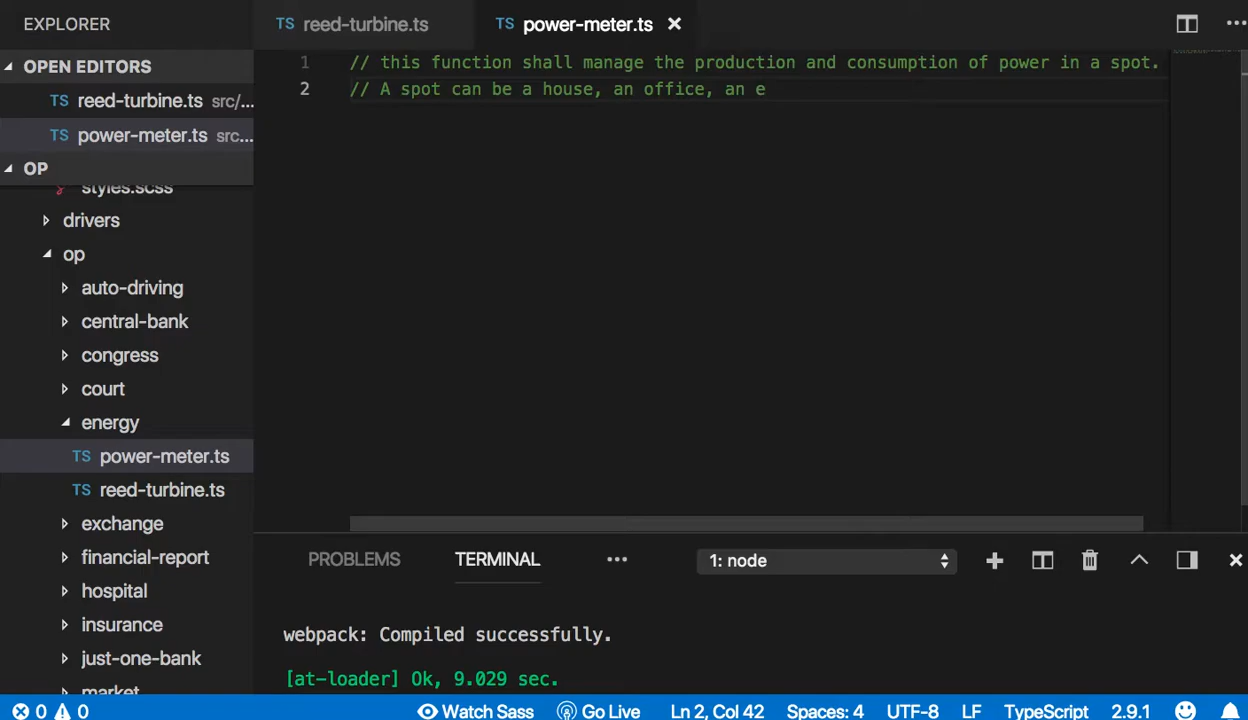 EXPLORER
OPEN EDITORS
TS reed-turbine.ts src/...
TS power-meter.ts src...
OP
styles.scss
drivers
op
auto-driving
central-bank
congress
court
energy
TS power-meter.ts
TS reed-turbine.ts
exchange
financial-report
hospital
insurance
just-one-bank
market
TS reed-turbine.ts TS power-meter.ts
1 // this function shall manage the production and consumption of power in a spot.
2 // A spot can be a house, an office, an e
PROBLEMS TERMINAL ... 1: node
webpack: Compiled successfully.
[at-loader] Ok, 9.029 sec.
0 0 Watch Sass Go Live Ln 2, Col 42 Spaces: 4 UTF-8 LF TypeScript 2.9.1